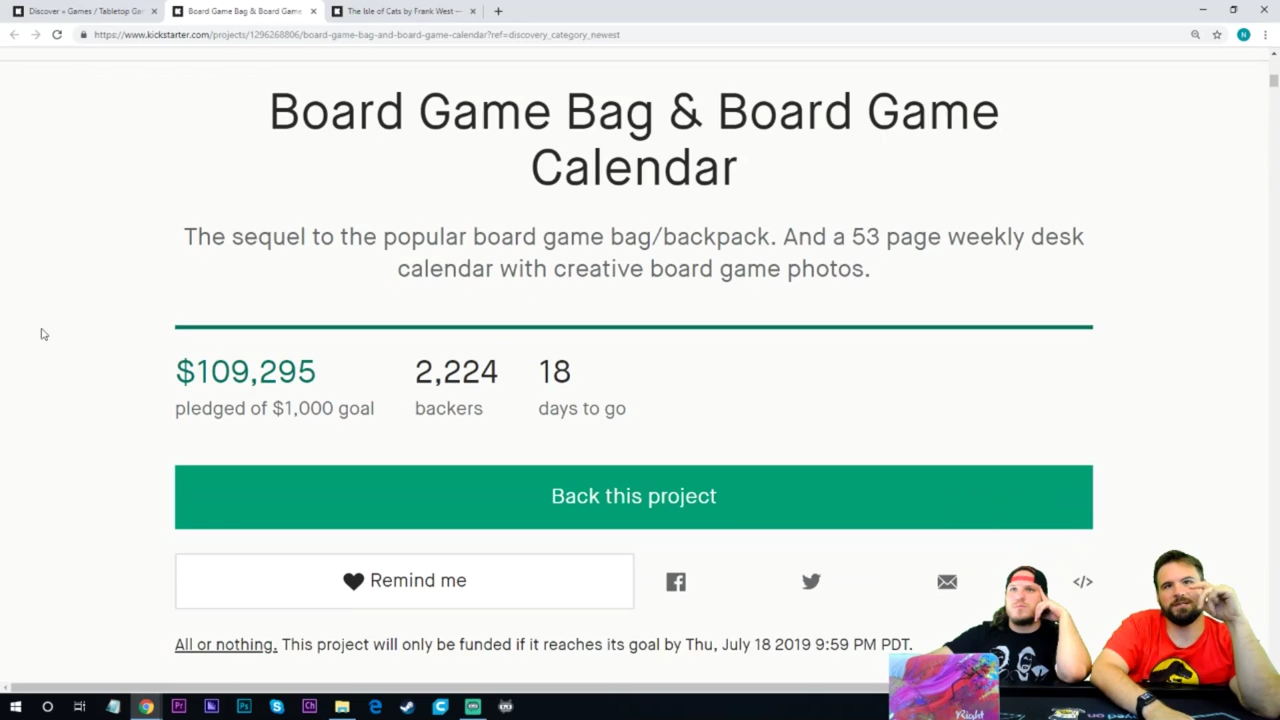 Discover » Games / Tabletop Gar
Board Game Bag & Board Game
The Isle of Cats by Frank West —
https://www.kickstarter.com/projects/1296268806/board-game-bag-and-board-game-calendar?ref=discovery_category_newest
N
Board Game Bag & Board Game
Calendar
The sequel to the popular board game bag/backpack. And a 53 page weekly desk
calendar with creative board game photos.
$109,295
2,224
18
pledged of $1,000 goal
backers
days to go
Back this project
Remind me
</>
All or nothing. This project will only be funded if it reaches its goal by Thu, July 18 2019 9:59 PM PDT.
Right
Pr
Ps
Ch